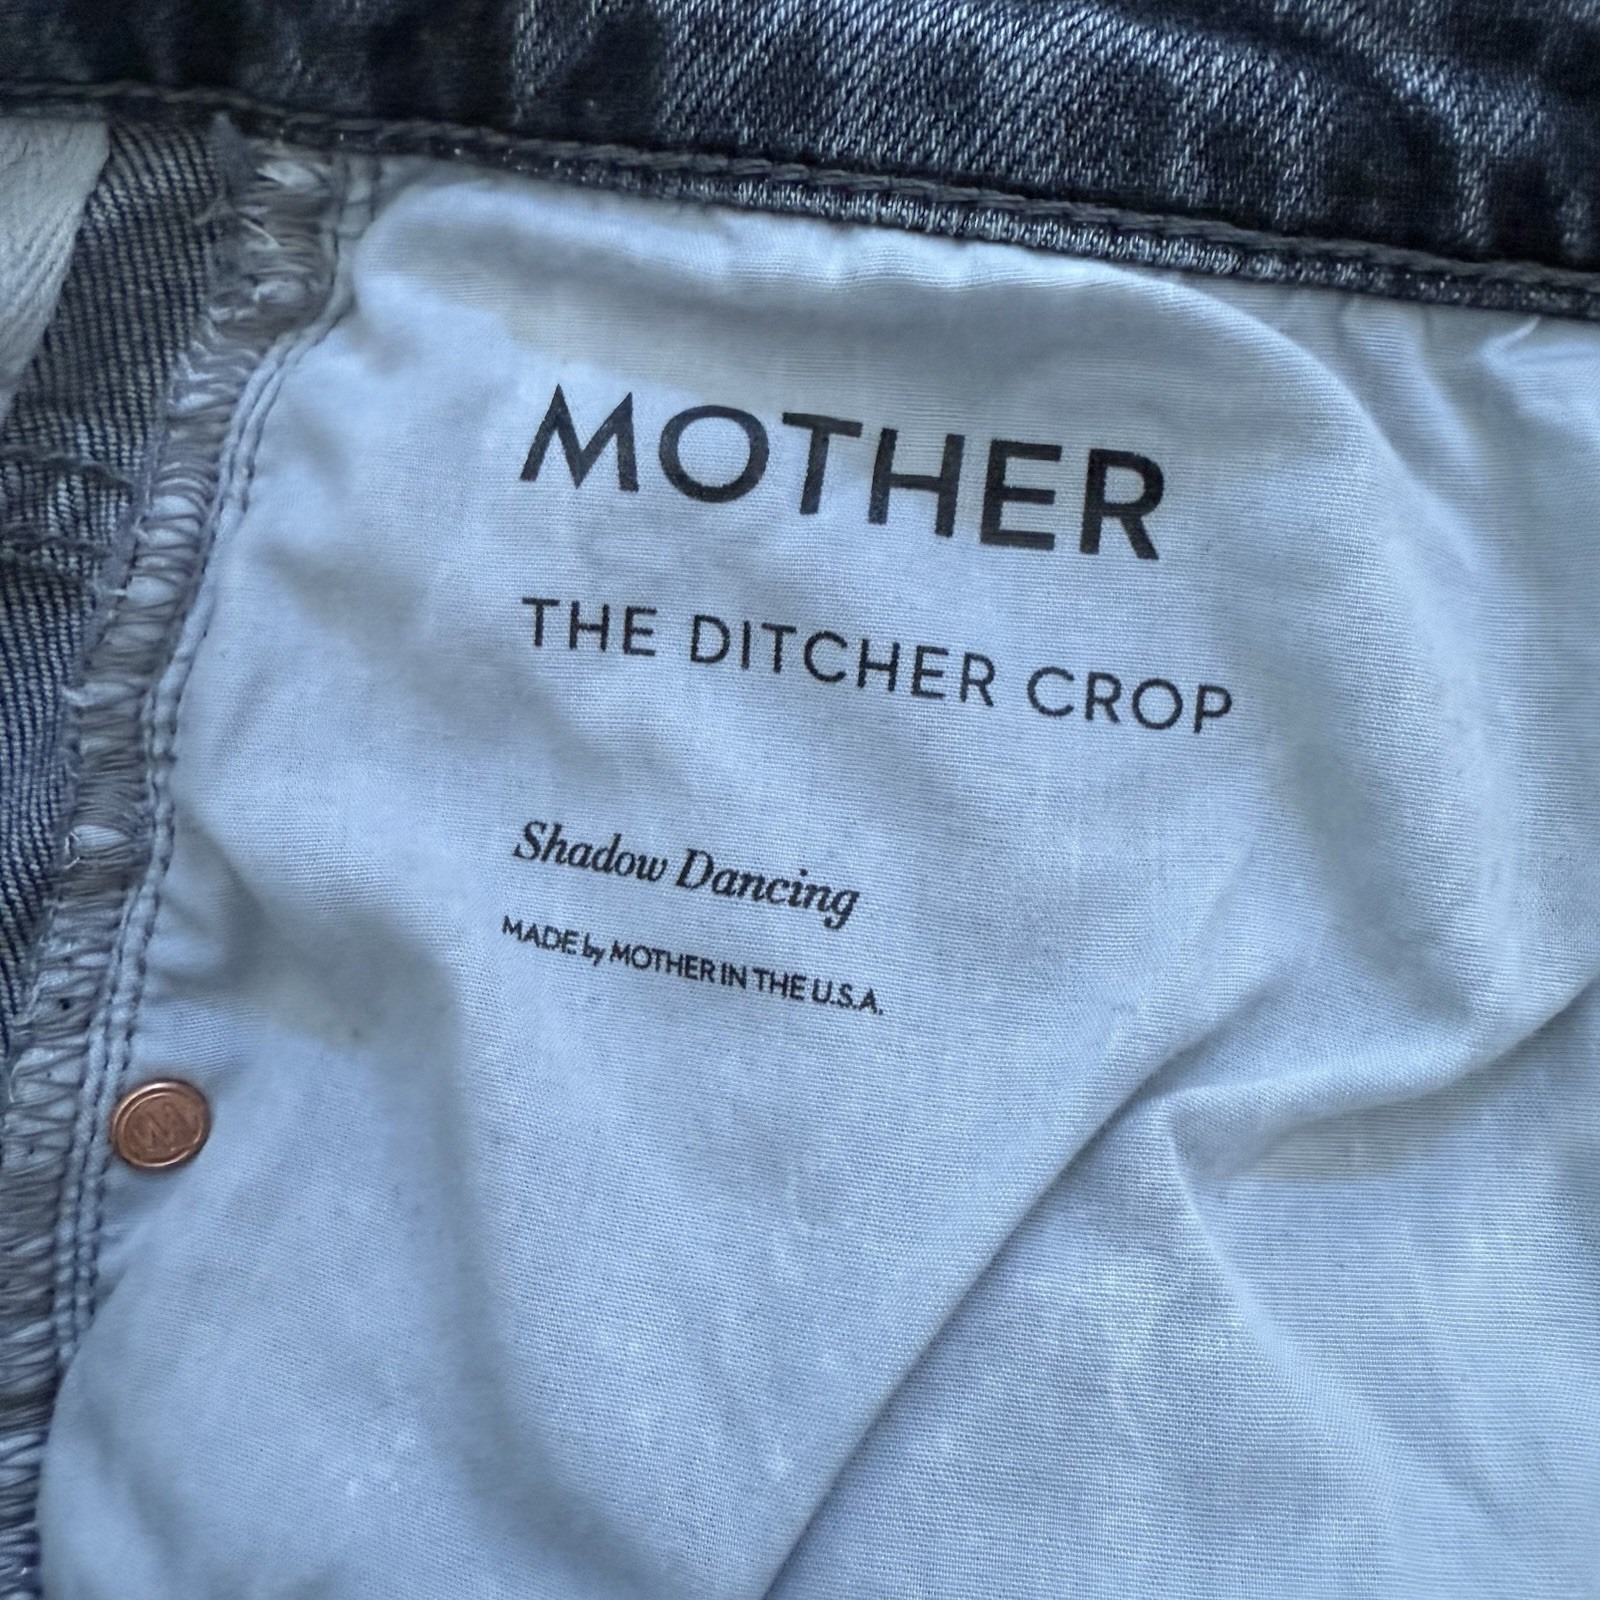 MOTHER
THE DITCHER CROP
Shadow Dancing
MADE by MOTHER IN THE U.S.A.
M